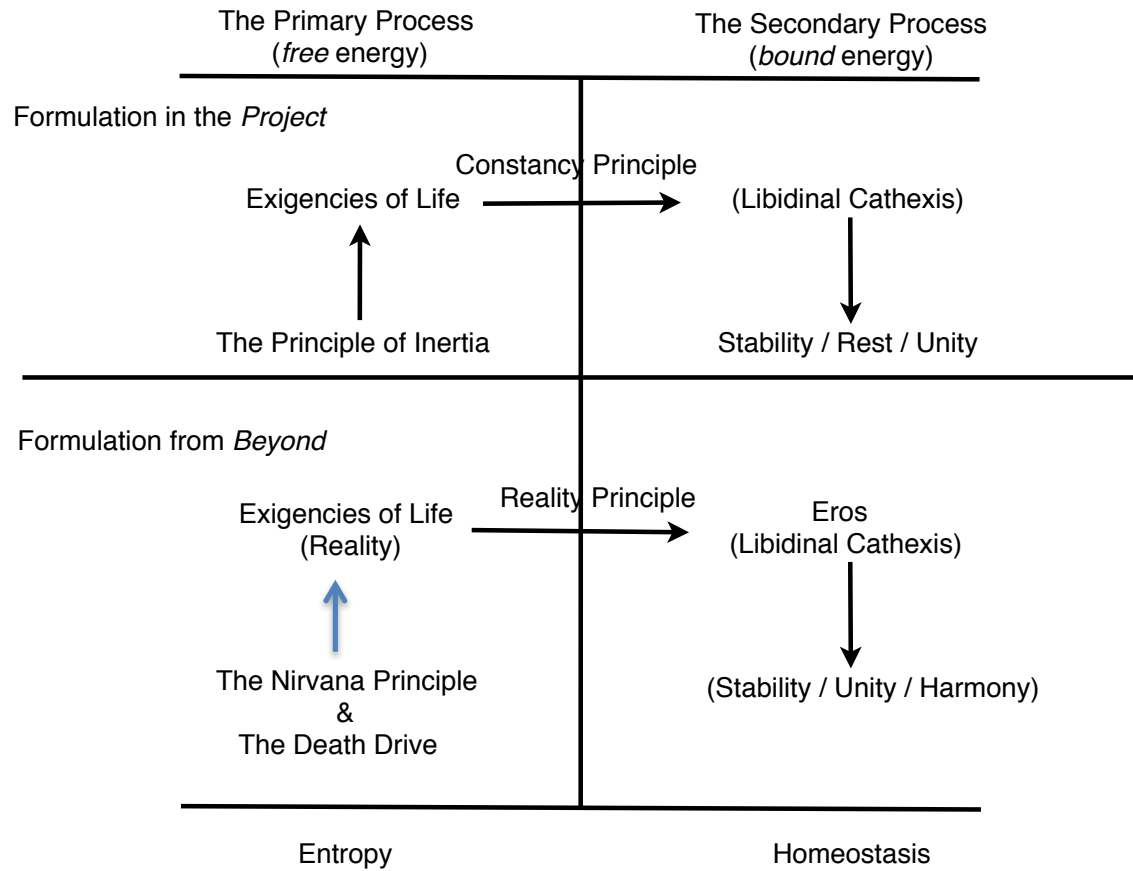 The Primary Process
(free energy)
The Secondary Process
(bound energy)
Formulation in the Project
Constancy Principle
Exigencies of Life
(Libidinal Cathexis)
The Principle of Inertia
Stability / Rest / Unity
Formulation from Beyond
Reality Principle
Exigencies of Life
(Reality)
Eros
(Libidinal Cathexis)
The Nirvana Principle
&
The Death Drive
(Stability / Unity / Harmony)
Entropy
Homeostasis